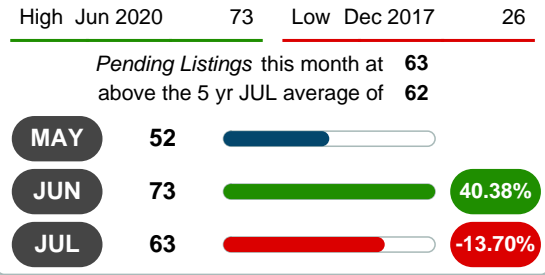 High Jun 2020 73 Low Dec 2017 26
Pending Listings this month at 63
above the 5 yr JUL average of 62
MAY 52
JUN 73 40.38%
JUL 63 -13.70%